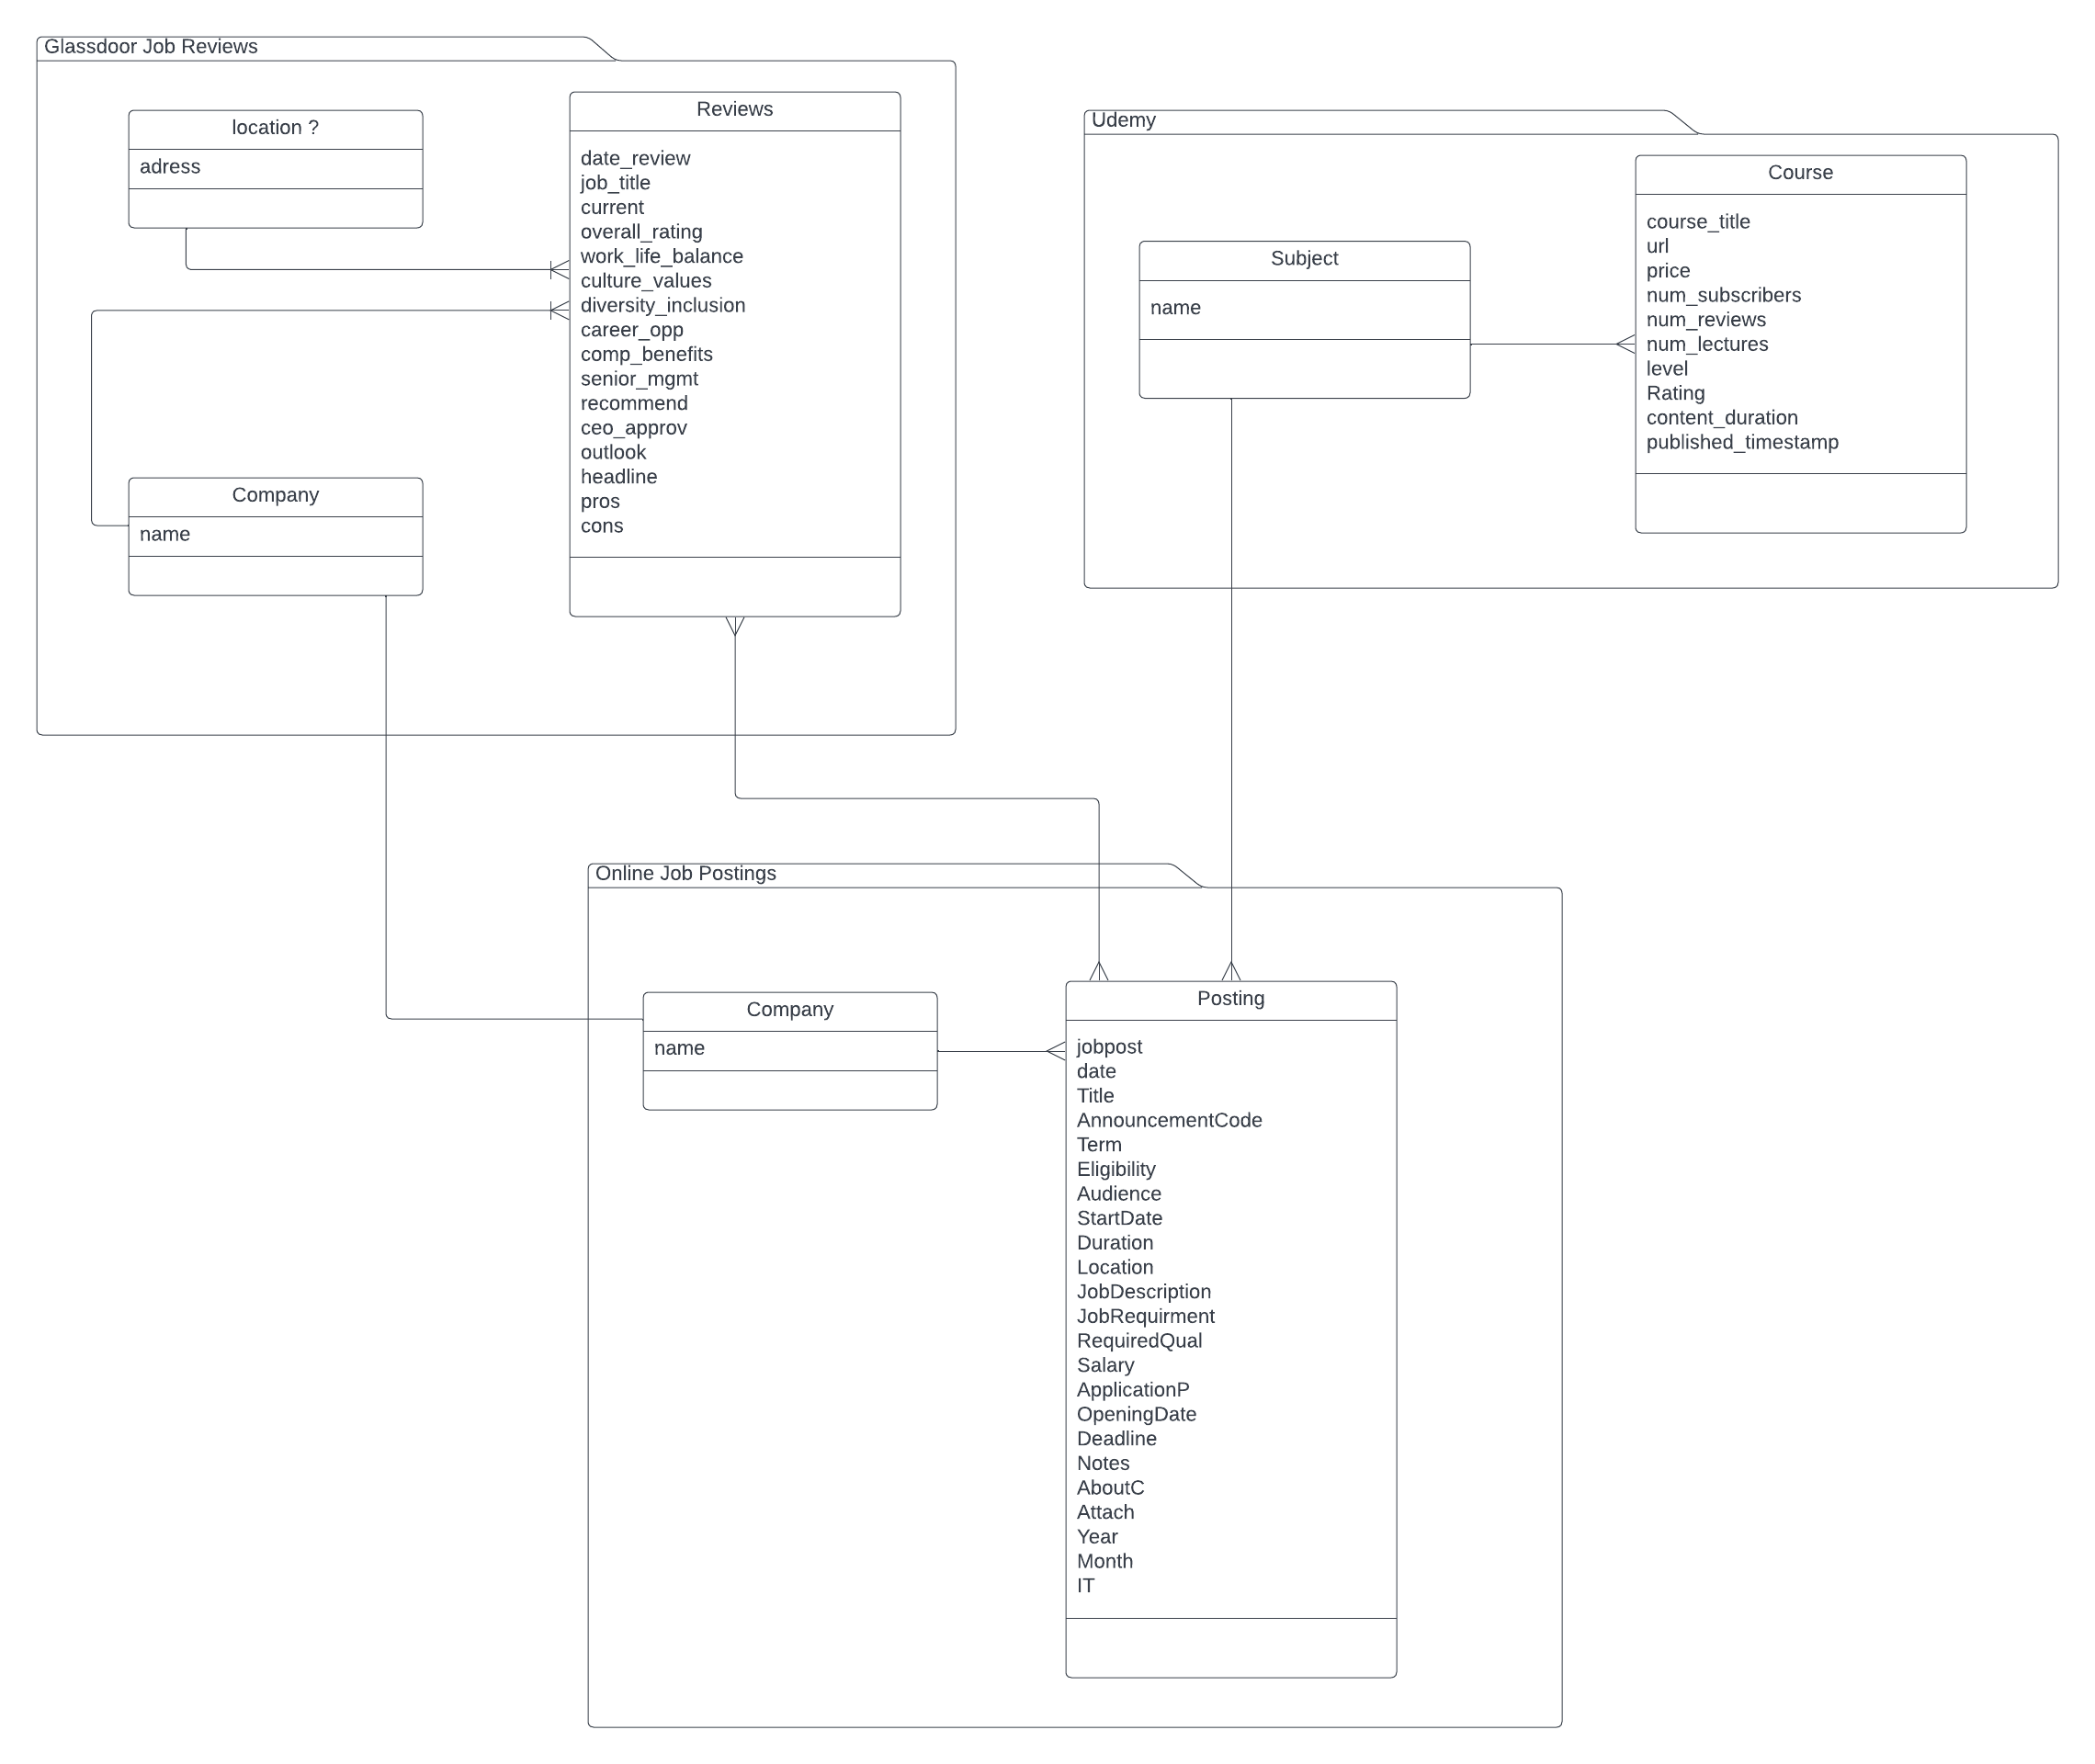 Glassdoor Job Reviews
location ?
adress
Reviews
date_review
job_title
current
overall_rating
work_life_balance
culture_values
diversity_inclusion
career_opp
comp_benefits
senior_mgmt
recommend
ceo_approv
outlook
headline
pros
cons
Company
name
Udemy
Subject
name
Course
course_title
url
price
num_subscribers
num_reviews
num_lectures
level
Rating
content_duration
published_timestamp
Online Job Postings
Company
name
Posting
jobpost
date
Title
AnnouncementCode
Term
Eligibility
Audience
StartDate
Duration
Location
JobDescription
JobRequirment
RequiredQual
Salary
ApplicationP
OpeningDate
Deadline
Notes
AboutC
Attach
Year
Month
IT